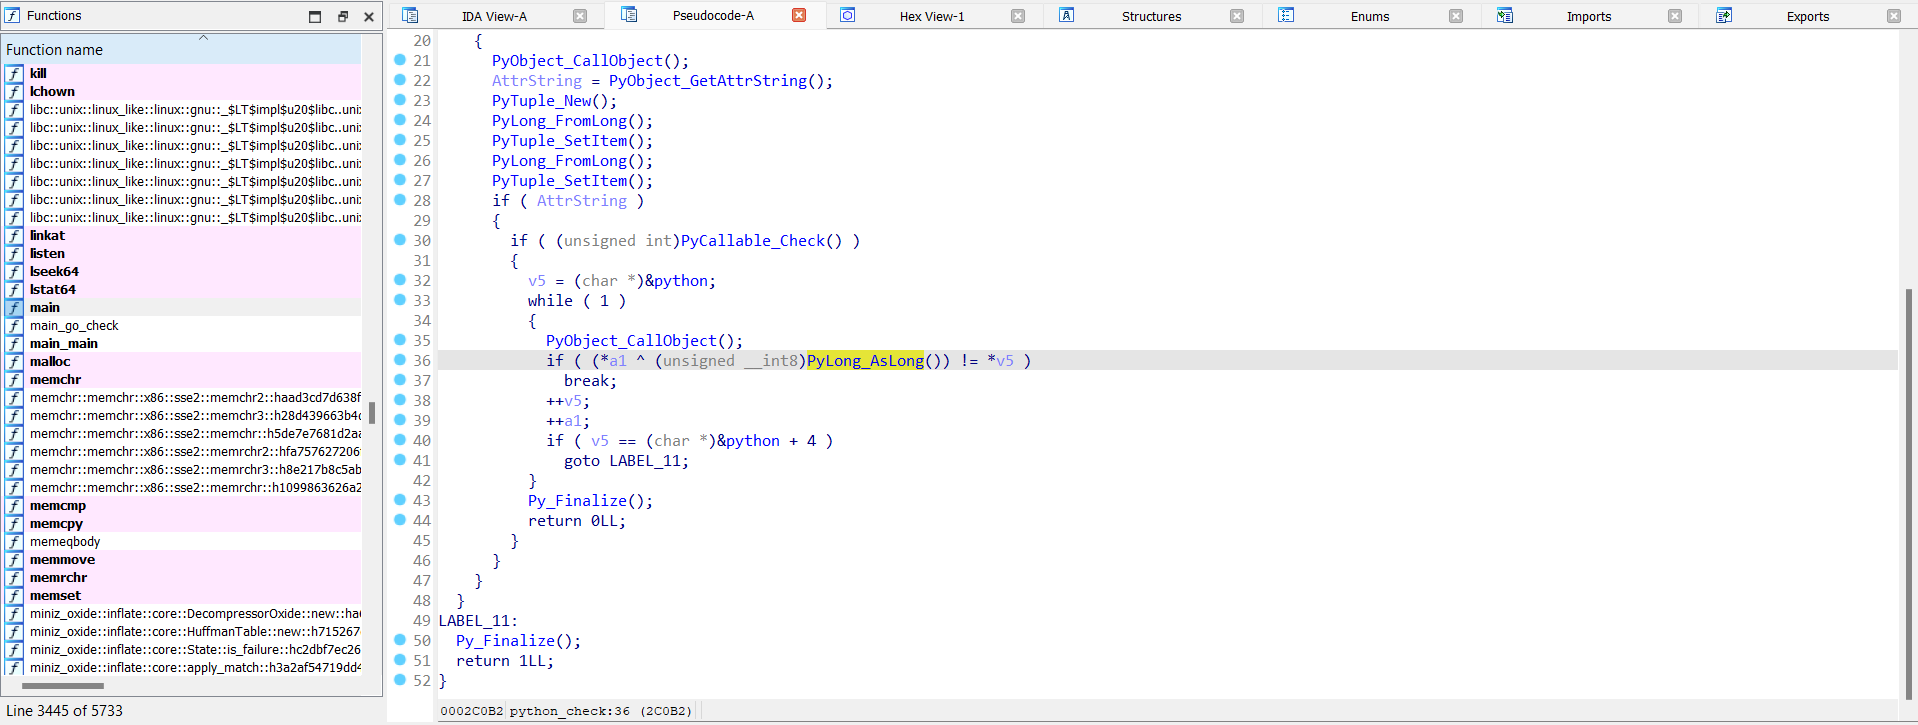 Functions
Function name
kill
lchown
libc::unix::linux_like::linux::gnu::_$LT$impl$u20$libc..unix
libc::unix::linux_like::linux::gnu::_$LT$impl$u20$libc..unix
libc::unix::linux_like::linux::gnu::_$LT$impl$u20$libc..unix
libc::unix::linux_like::linux::gnu::_$LT$impl$u20$libc..unix
libc::unix::linux_like::linux::gnu::_$LT$impl$u20$libc..unix
libc::unix::linux_like::linux::gnu::_$LT$impl$u20$libc..unix
libc::unix::linux_like::linux::gnu::_$LT$impl$u20$libc..unix
linkat
listen
lseek64
lstat64
main
main_go_check
main_main
malloc
memchr
memchr::memchr::x86::sse2::memchr2::haad3cd7d638f
memchr::memchr::x86::sse2::memchr3::h28d439663b4c
memchr::memchr::x86::sse2::memchr::h5de7e7681d2aa
memchr::memchr::x86::sse2::memrchr2::hfa757627206
memchr::memchr::x86::sse2::memrchr3::h8e217b8c5ab
memchr::memchr::x86::sse2::memrchr::h1099863626a2
memcmp
memcpy
memeqbody
memmove
memrchr
memset
miniz_oxide::inflate::core::DecompressorOxide::new::ha
miniz_oxide::inflate::core::HuffmanTable::new::h715267
miniz_oxide::inflate::core::State::is_failure::hc2dbf7ec26
miniz_oxide::inflate::core::apply_match::h3a2af54719dd4
Line 3445 of 5733
IDA View-A Pseudocode-A Hex View-1 Structures Enums Imports Exports
20 {
21 PyObject_CallObject();
22 AttrString = PyObject_GetAttrString();
23 PyTuple_New();
24 PyLong_FromLong();
25 PyTuple_SetItem();
26 PyLong_FromLong();
27 PyTuple_SetItem();
28 if ( AttrString )
29 {
30 if ( (unsigned int)PyCallable_Check() )
31 {
32 v5 = (char *)&python;
33 while ( 1 )
34 {
35 PyObject_CallObject();
36 if ( (*a1 ^ (unsigned __int8)PyLong_AsLong()) != *v5 )
37 break;
38 ++v5;
39 ++a1;
40 if ( v5 == (char *)&python + 4 )
41 goto LABEL_11;
42 }
43 Py_Finalize();
44 return 0LL;
45 }
46 }
47 }
48 }
49 LABEL_11:
50 Py_Finalize();
51 return 1LL;
52 }
0002C0B2 python_check:36 (2C0B2)